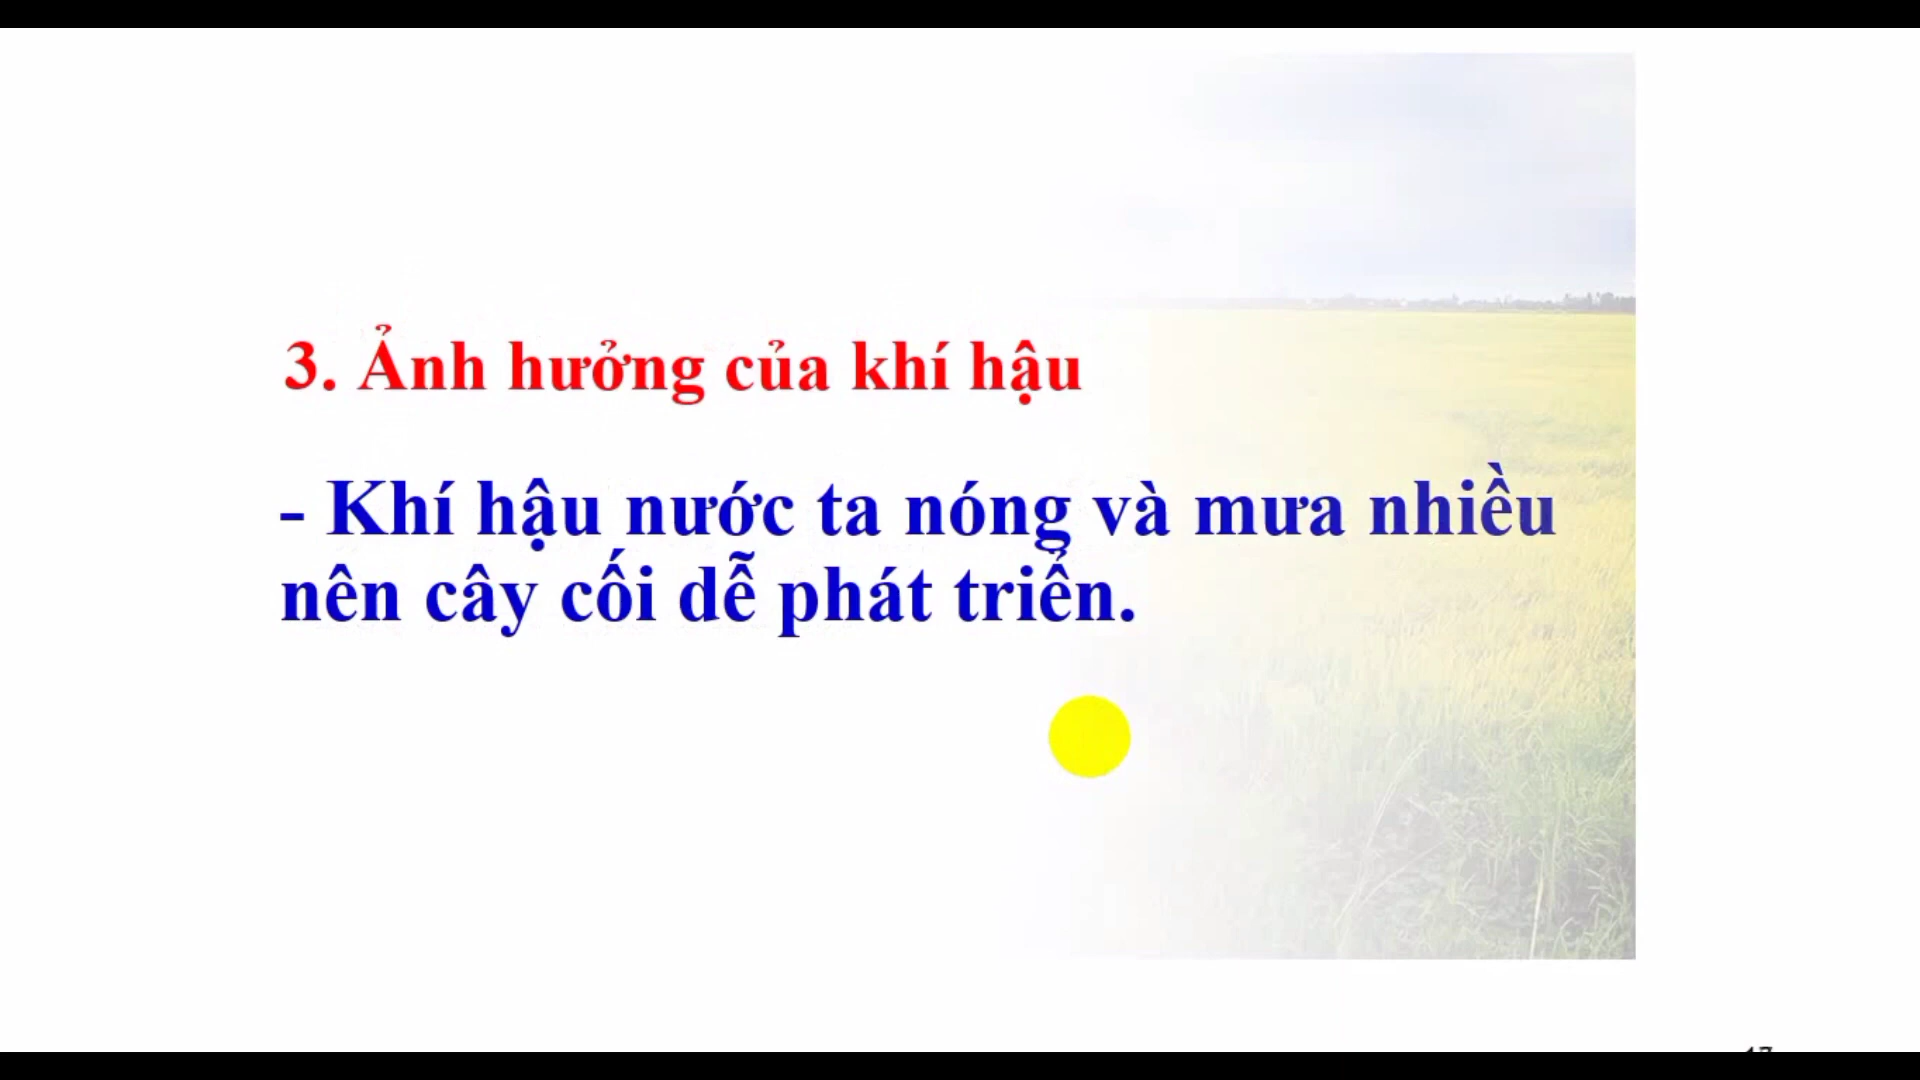 3. Ảnh hưởng của khí hậu
- Khí hậu nước ta nóng và mưa nhiều
nên cây cối dễ phát triển.